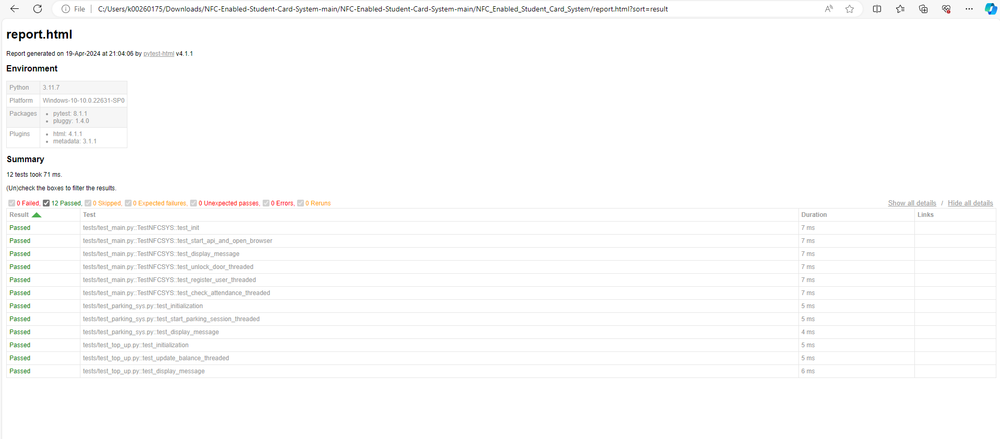 File C:/Users/k00260175/Downloads/NFC-Enabled-Student-Card-System-main/NFC-Enabled-Student-Card-System-main/NFC_Enabled_Student_Card_System/report.html?sort=result
report.html
Report generated on 19-Apr-2024 at 21:04:06 by pytest-html v4.1.1
Environment
Python 3.11.7
Platform Windows-10-10.0.22631-SP0
Packages • pytest: 8.1.1
• pluggy: 1.4.0
Plugins • html: 4.1.1
• metadata: 3.1.1
Summary
12 tests took 71 ms.
(Un)check the boxes to filter the results.
0 Failed, 12 Passed, 0 Skipped, 0 Expected failures, 0 Unexpected passes, 0 Errors, 0 Reruns Show all details / Hide all details
Result Test Duration Links
Passed tests/test_main.py::TestNFCSYS::test_init 7 ms
Passed tests/test_main.py::TestNFCSYS::test_start_api_and_open_browser 7 ms
Passed tests/test_main.py::TestNFCSYS::test_display_message 7 ms
Passed tests/test_main.py::TestNFCSYS::test_unlock_door_threaded 7 ms
Passed tests/test_main.py::TestNFCSYS::test_register_user_threaded 7 ms
Passed tests/test_main.py::TestNFCSYS::test_check_attendance_threaded 7 ms
Passed tests/test_parking_sys.py::test_initialization 5 ms
Passed tests/test_parking_sys.py::test_start_parking_session_threaded 5 ms
Passed tests/test_parking_sys.py::test_display_message 4 ms
Passed tests/test_top_up.py::test_initialization 5 ms
Passed tests/test_top_up.py::test_update_balance_threaded 5 ms
Passed tests/test_top_up.py::test_display_message 6 ms